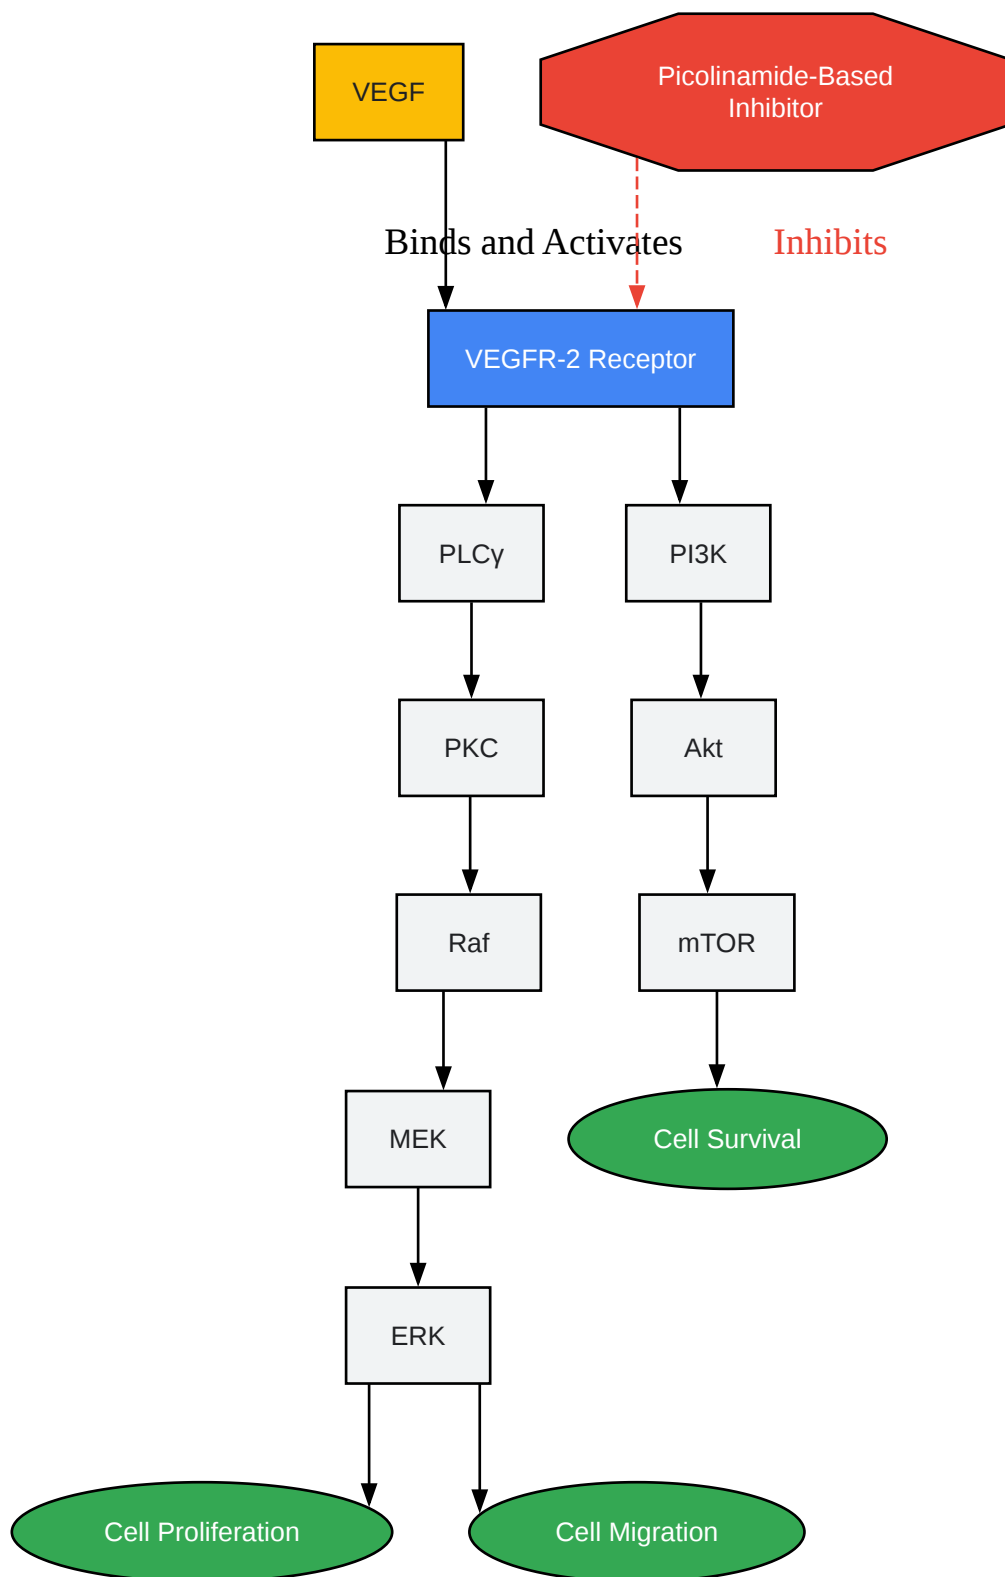 VEGF
Picolinamide-Based
Inhibitor
Binds and Activates
Inhibits
VEGFR-2 Receptor
PLCγ
PI3K
PKC
Akt
Raf
mTOR
MEK
Cell Survival
ERK
Cell Proliferation
Cell Migration